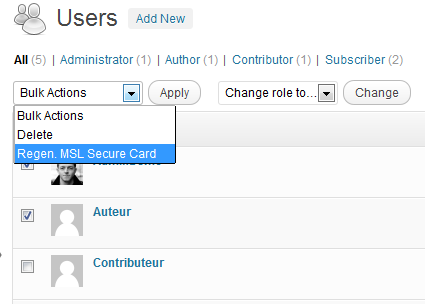 Users Add New
All (5) | Administrator (1) | Author (1) | Contributor (1) | Subscriber (2)
Bulk Actions Apply Change role to... Change
Bulk Actions
Delete
Regen. MSL Secure Card
Auteur
Contributeur